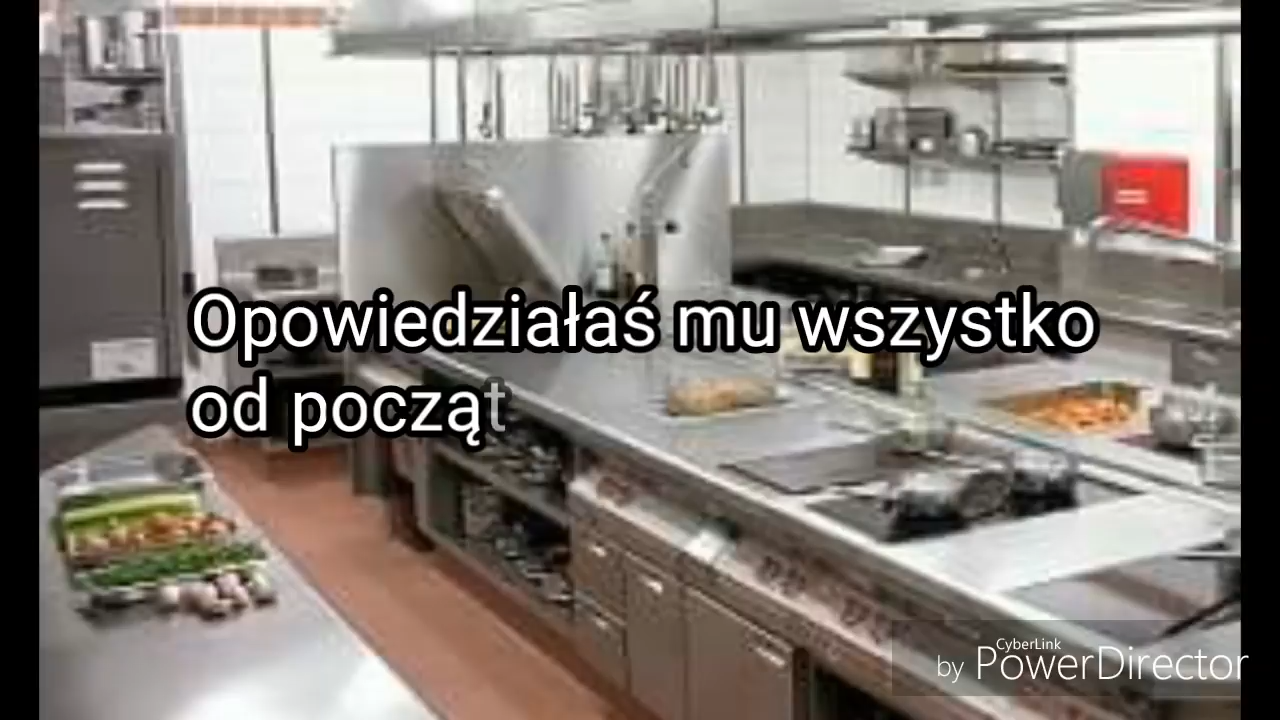 Opowiedziałaś mu wszystko
od począt
CyberLink
by PowerDirector